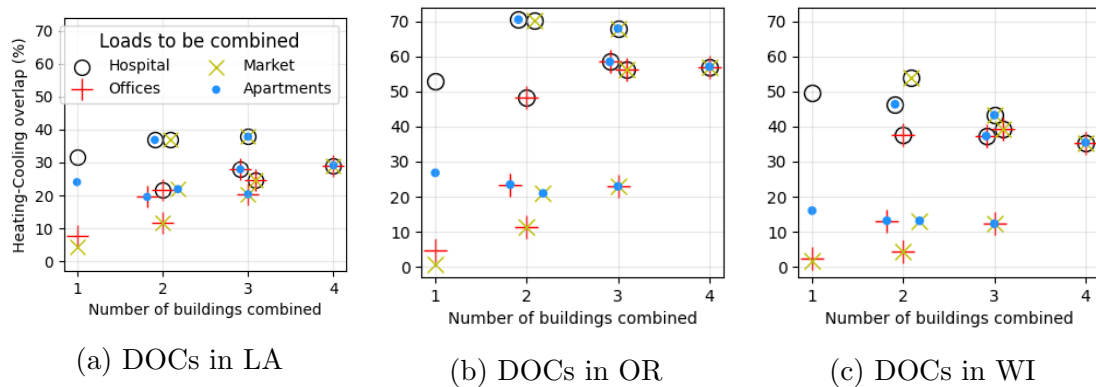 70
60
50
40
30
20
10
0
Heating-Cooling overlap (%)
Loads to be combined
Hospital Market
Offices Apartments
1 2 3 4
Number of buildings combined
(a) DOCs in LA
70
60
50
40
30
20
10
0
1 2 3 4
Number of buildings combined
(b) DOCs in OR
70
60
50
40
30
20
10
0
1 2 3 4
Number of buildings combined
(c) DOCs in WI